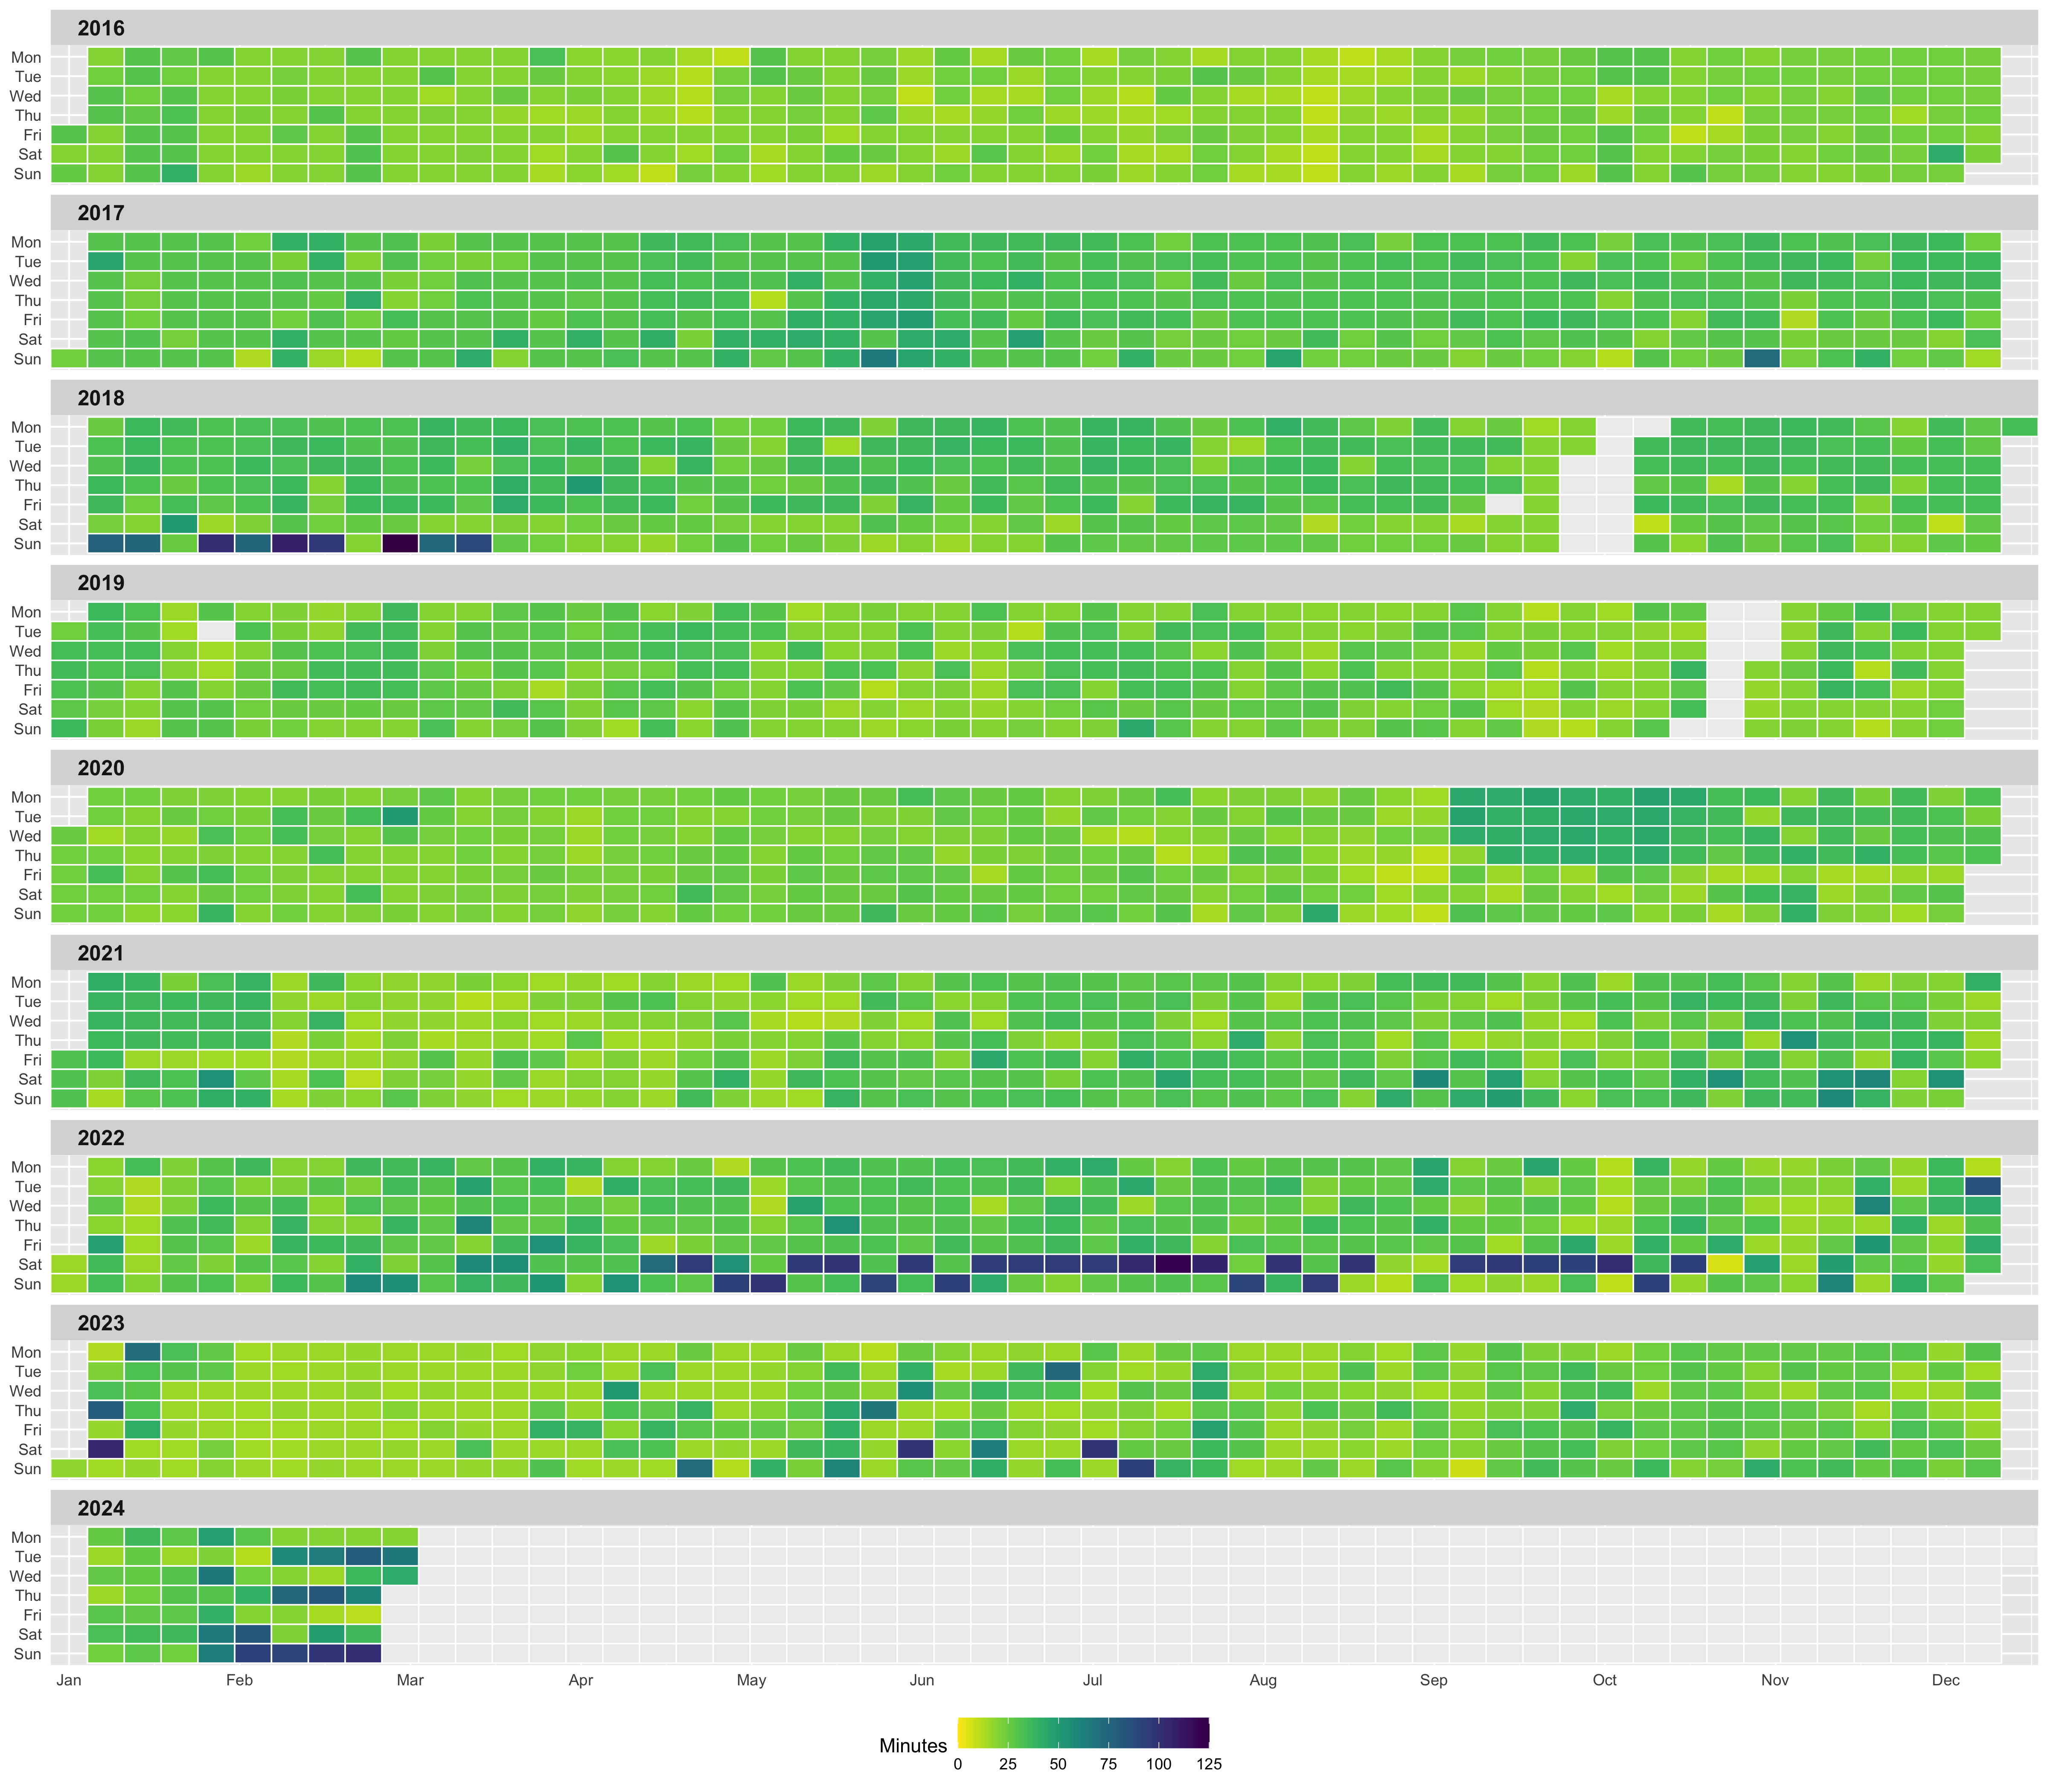 2016
Mon
Tue
Wed
Thu
Fri
Sat
Sun
2017
Mon
Tue
Wed
Thu
Fri
Sat
Sun
2018
Mon
Tue
Wed
Thu
Fri
Sat
Sun
2019
Mon
Tue
Wed
Thu
Fri
Sat
Sun
2020
Mon
Tue
Wed
Thu
Fri
Sat
Sun
2021
Mon
Tue
Wed
Thu
Fri
Sat
Sun
2022
Mon
Tue
Wed
Thu
Fri
Sat
Sun
2023
Mon
Tue
Wed
Thu
Fri
Sat
Sun
2024
Mon
Tue
Wed
Thu
Fri
Sat
Sun
Jan Feb Mar Apr May Jun Jul Aug Sep Oct Nov Dec
Minutes
0 25 50 75 100 125